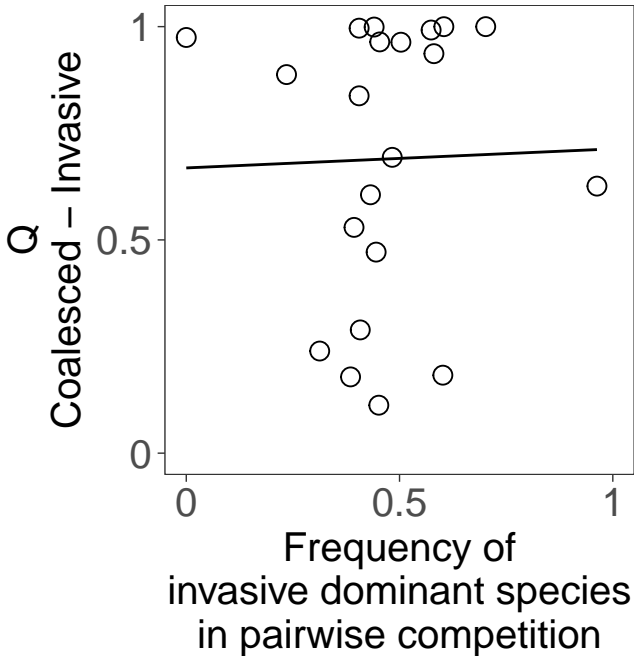 Q
Coalesced – Invasive
1
0.5
0
0
0.5
1
Frequency of
invasive dominant species
in pairwise competition